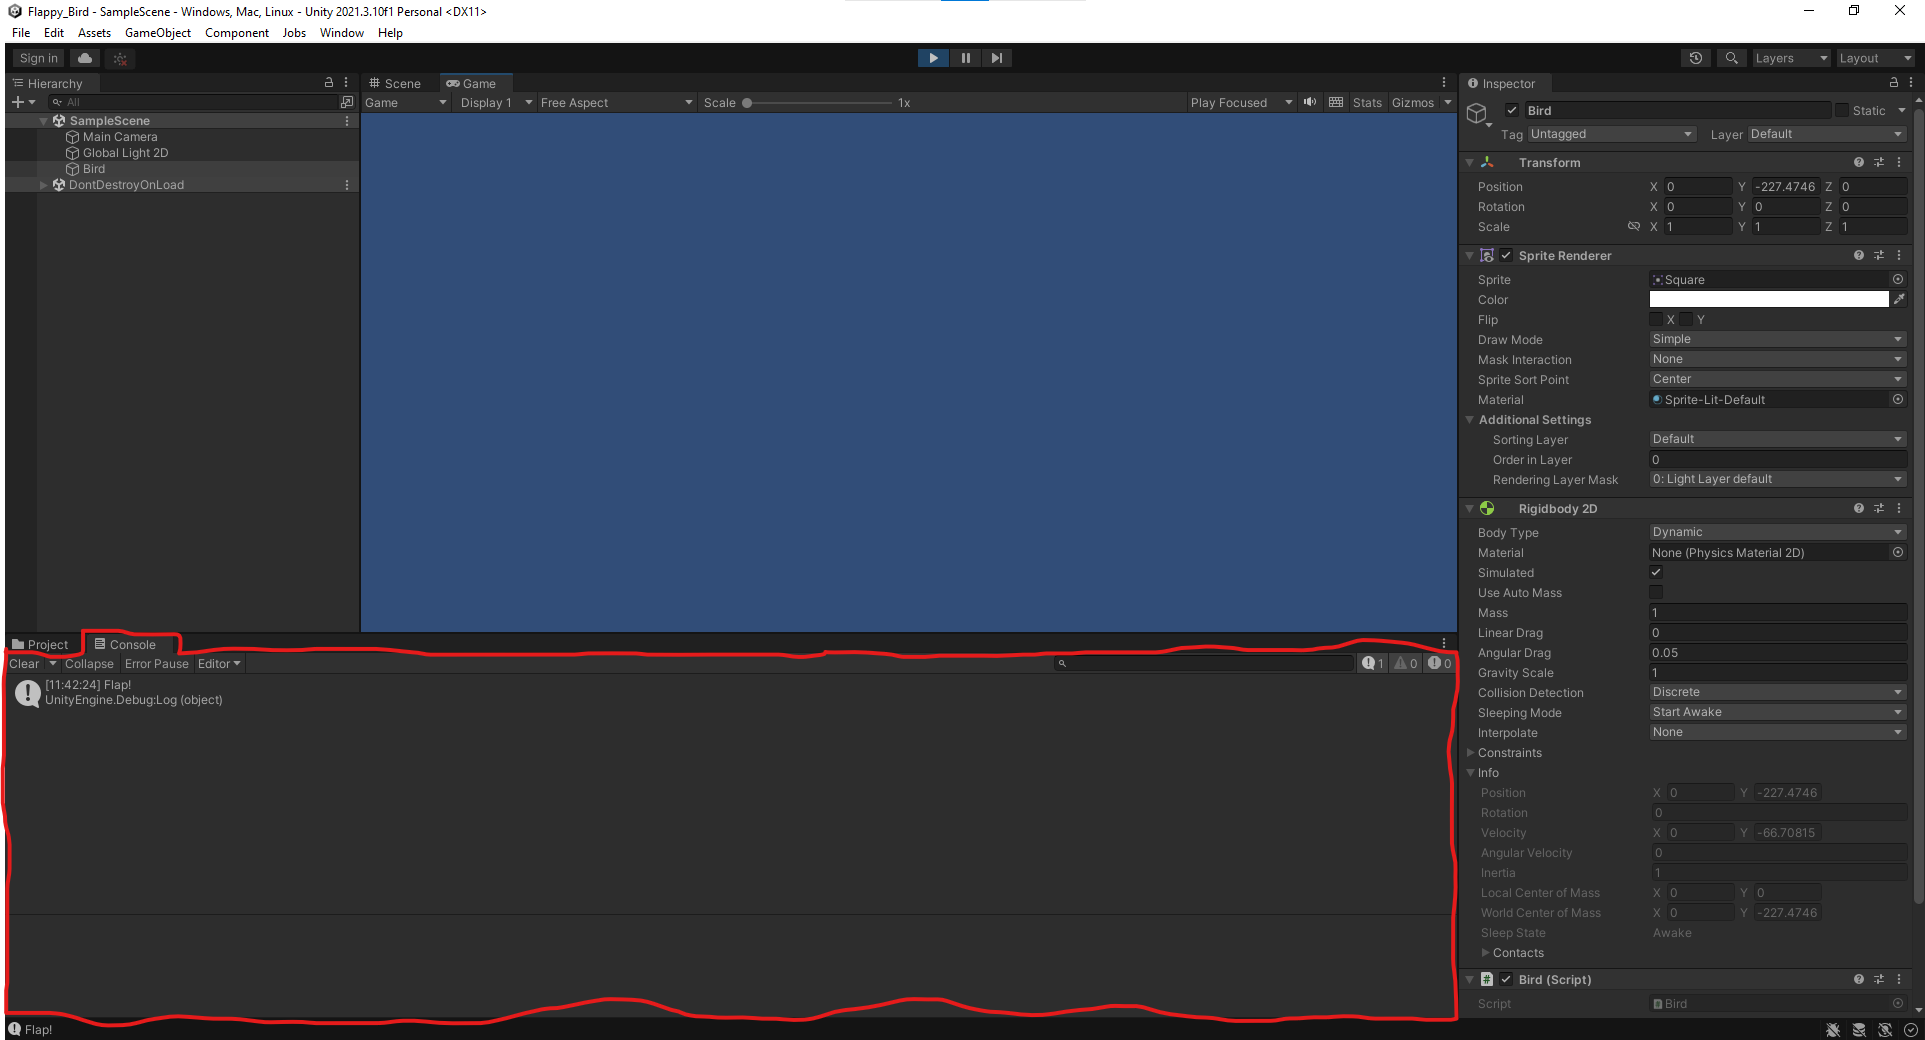 Flappy_Bird - SampleScene - Windows, Mac, Linux - Unity 2021.3.10f1 Personal <DX11>
File Edit Assets GameObject Component Jobs Window Help
Sign in
Layers Layout
Hierarchy
All
SampleScene
Main Camera
Global Light 2D
Bird
DontDestroyOnLoad
Scene Game
Game Display 1 Free Aspect Scale 1x Play Focused Stats Gizmos
Inspector
Bird Static
Tag Untagged Layer Default
Transform
Position X 0 Y -227.4746 Z 0
Rotation X 0 Y 0 Z 0
Scale X 1 Y 1 Z 1
Sprite Renderer
Sprite Square
Color
Flip X Y
Draw Mode Simple
Mask Interaction None
Sprite Sort Point Center
Material Sprite-Lit-Default
Additional Settings
Sorting Layer Default
Order in Layer 0
Rendering Layer Mask 0: Light Layer default
Rigidbody 2D
Body Type Dynamic
Material None (Physics Material 2D)
Simulated
Use Auto Mass
Mass 1
Linear Drag 0
Angular Drag 0.05
Gravity Scale 1
Collision Detection Discrete
Sleeping Mode Start Awake
Interpolate None
Constraints
Info
Position X 0 Y -227.4746
Rotation 0
Velocity X 0 Y -66.70815
Angular Velocity 0
Inertia 1
Local Center of Mass X 0 Y 0
World Center of Mass X 0 Y -227.4746
Sleep State Awake
Contacts
Bird (Script)
Script Bird
Project Console
Clear Collapse Error Pause Editor 1 0 0
[11:42:24] Flap!
UnityEngine.Debug:Log (object)
Flap!